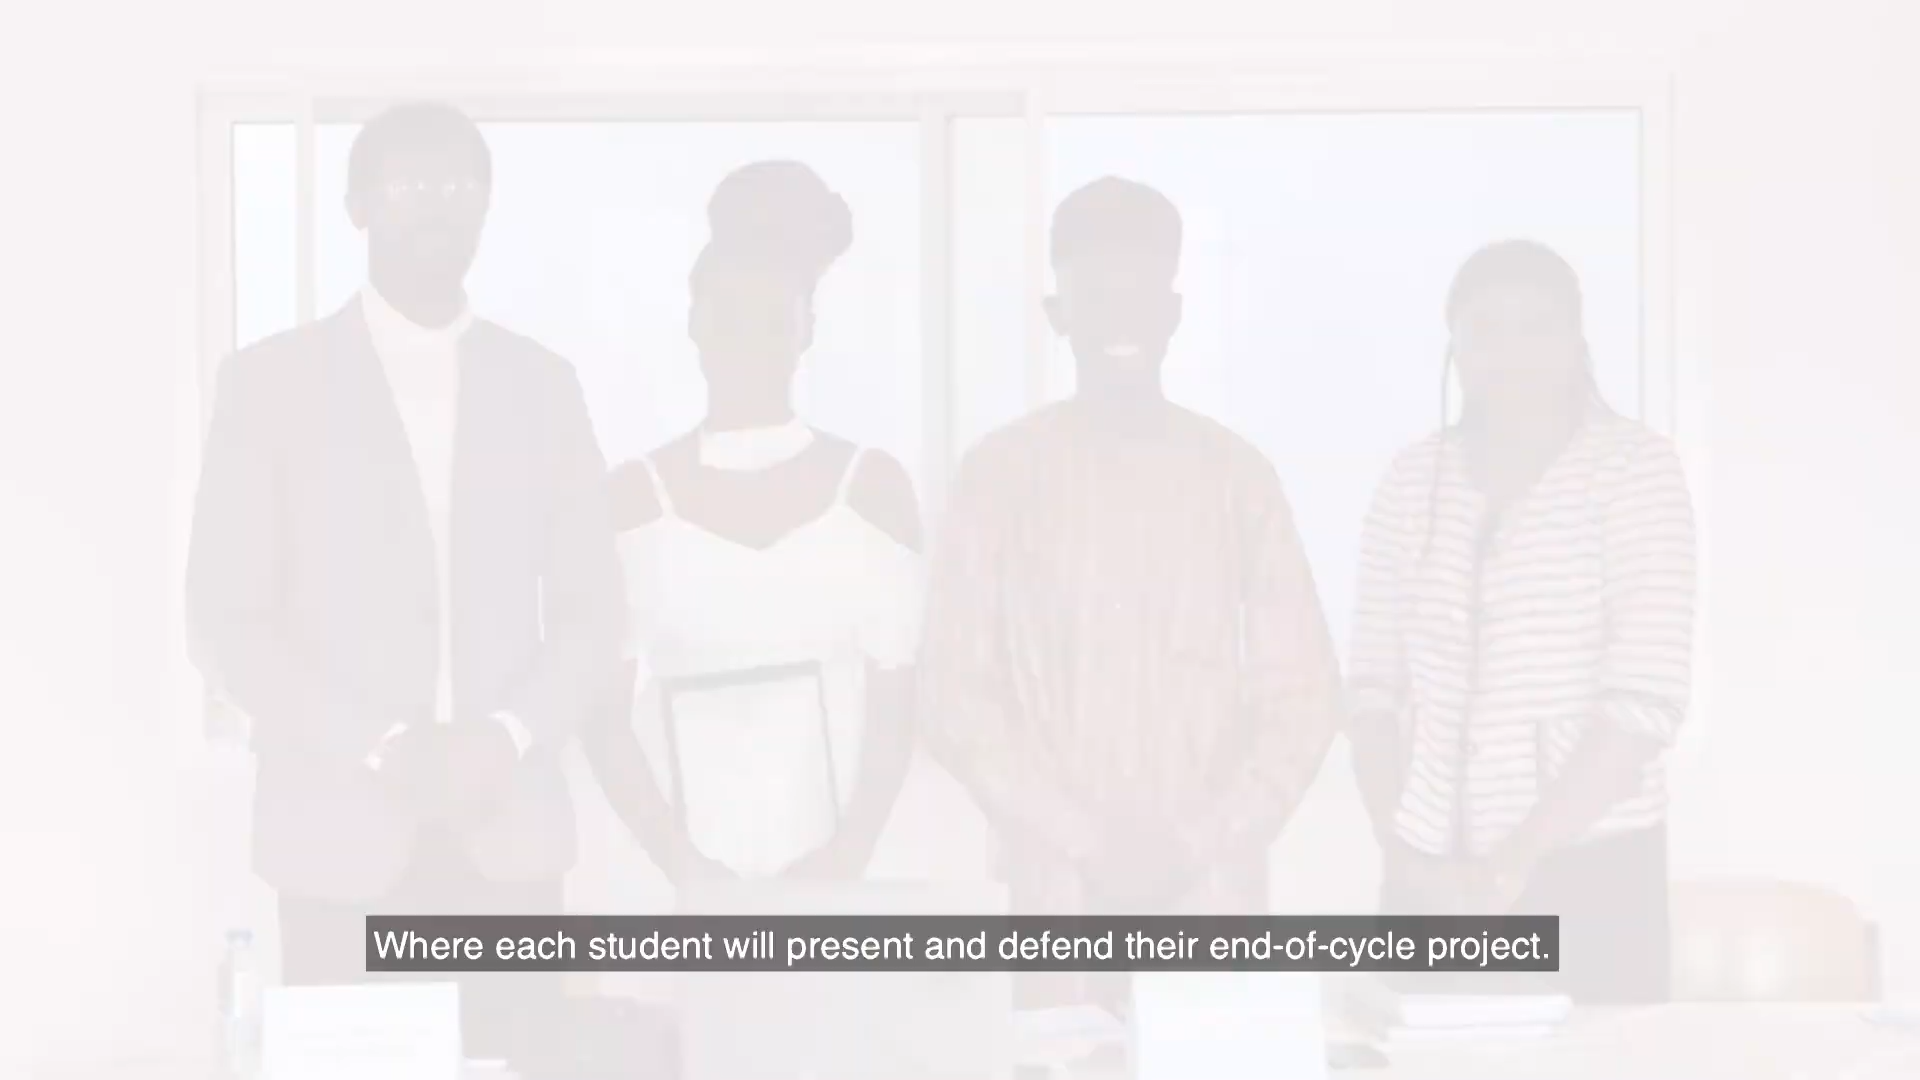 Where each student will present and defend their end-of-cycle project.